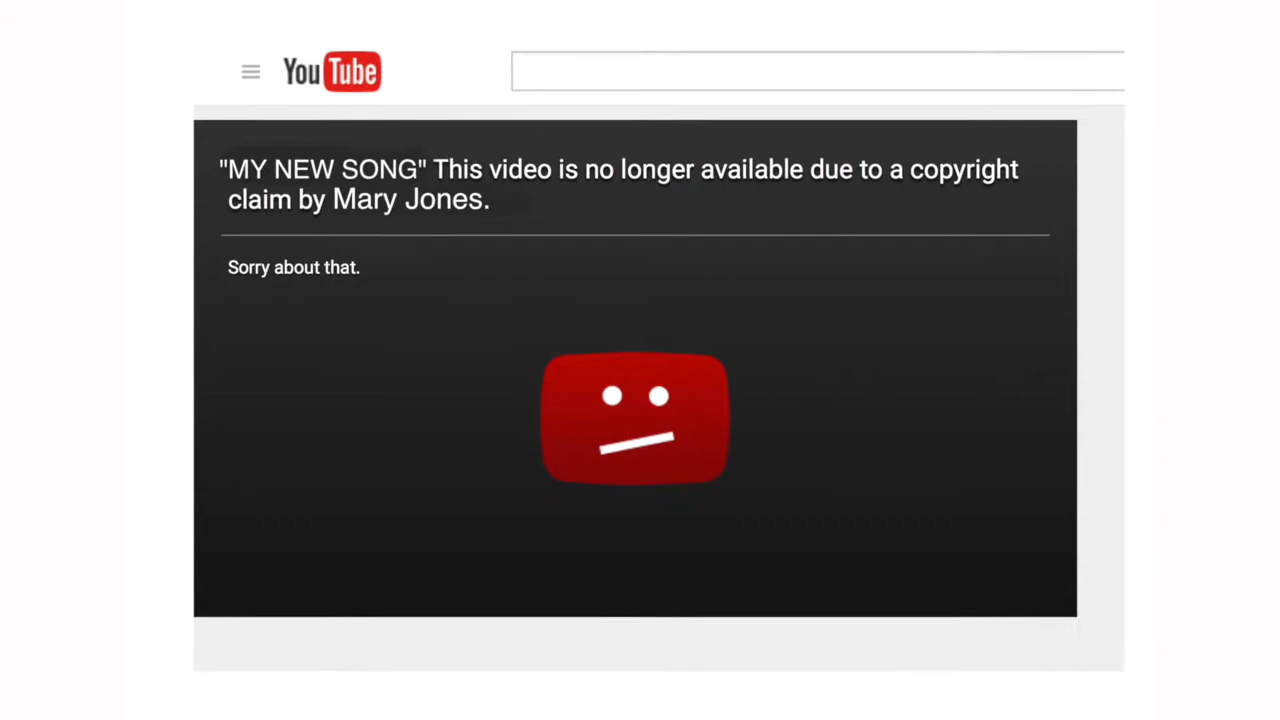 YouTube
"MY NEW SONG" This video is no longer available due to a copyright
claim by Mary Jones.
Sorry about that.